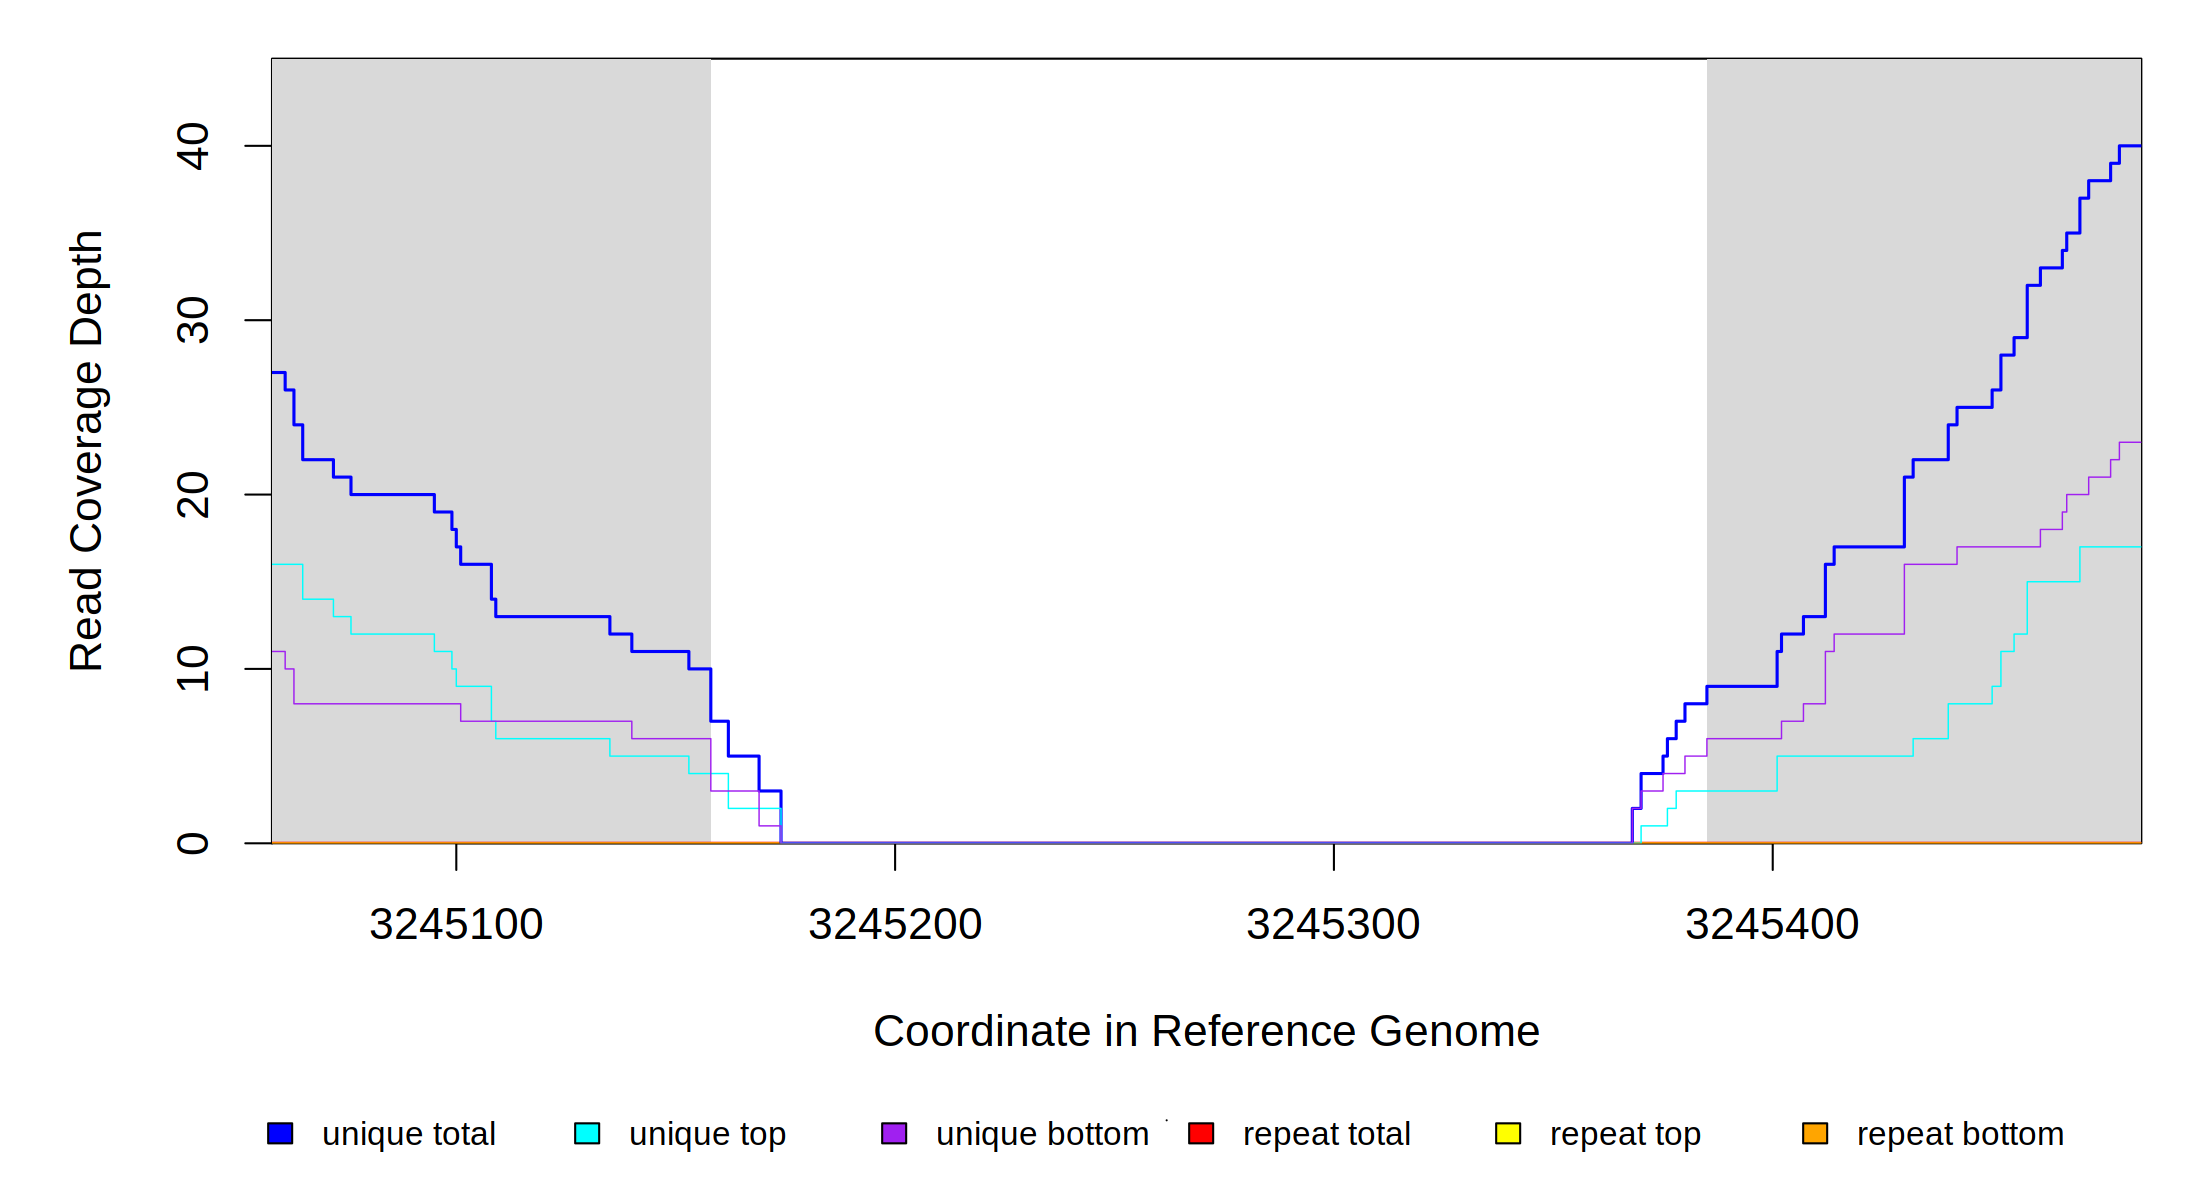 Read Coverage Depth
40
30
20
10
0
3245100 3245200 3245300 3245400
Coordinate in Reference Genome
unique total unique top unique bottom repeat total repeat top repeat bottom